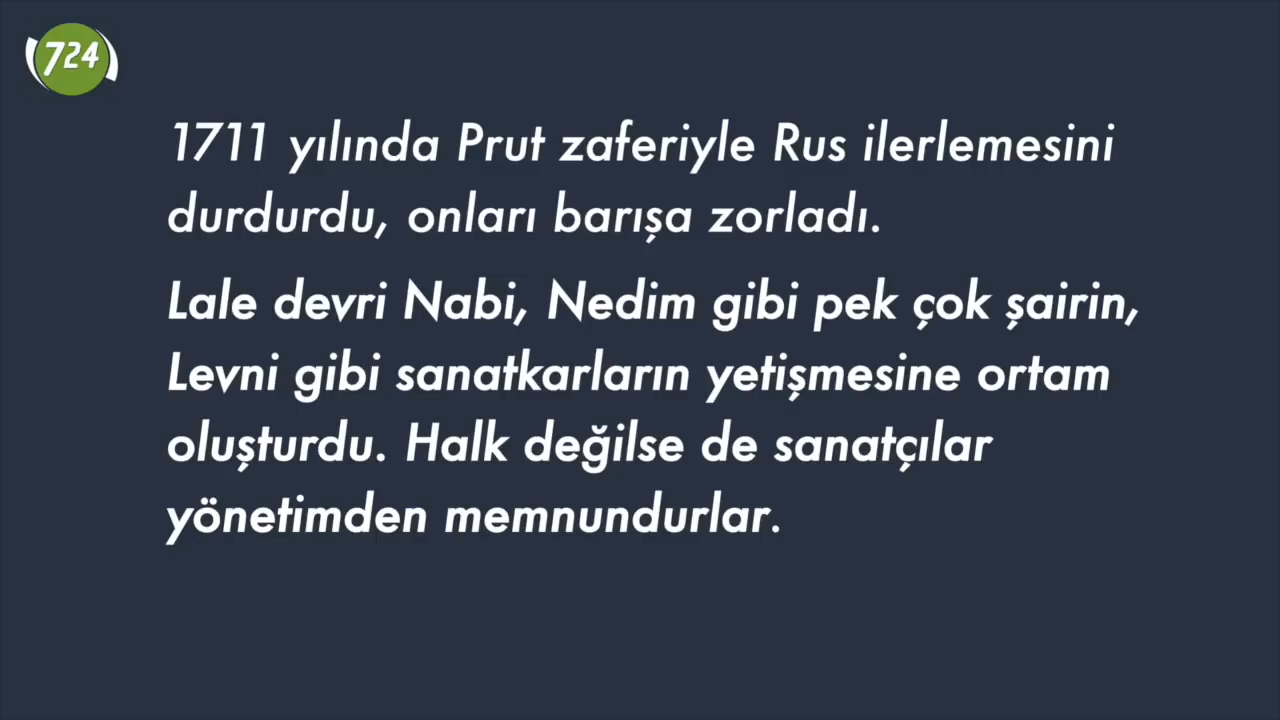 724
1711 yılında Prut zaferiyle Rus ilerlemesini
durdurdu, onları barışa zorladı.
Lale devri Nabi, Nedim gibi pek çok şairin,
Levni gibi sanatkarların yetişmesine ortam
oluşturdu. Halk değilse de sanatçılar
yönetimden memnundurlar.